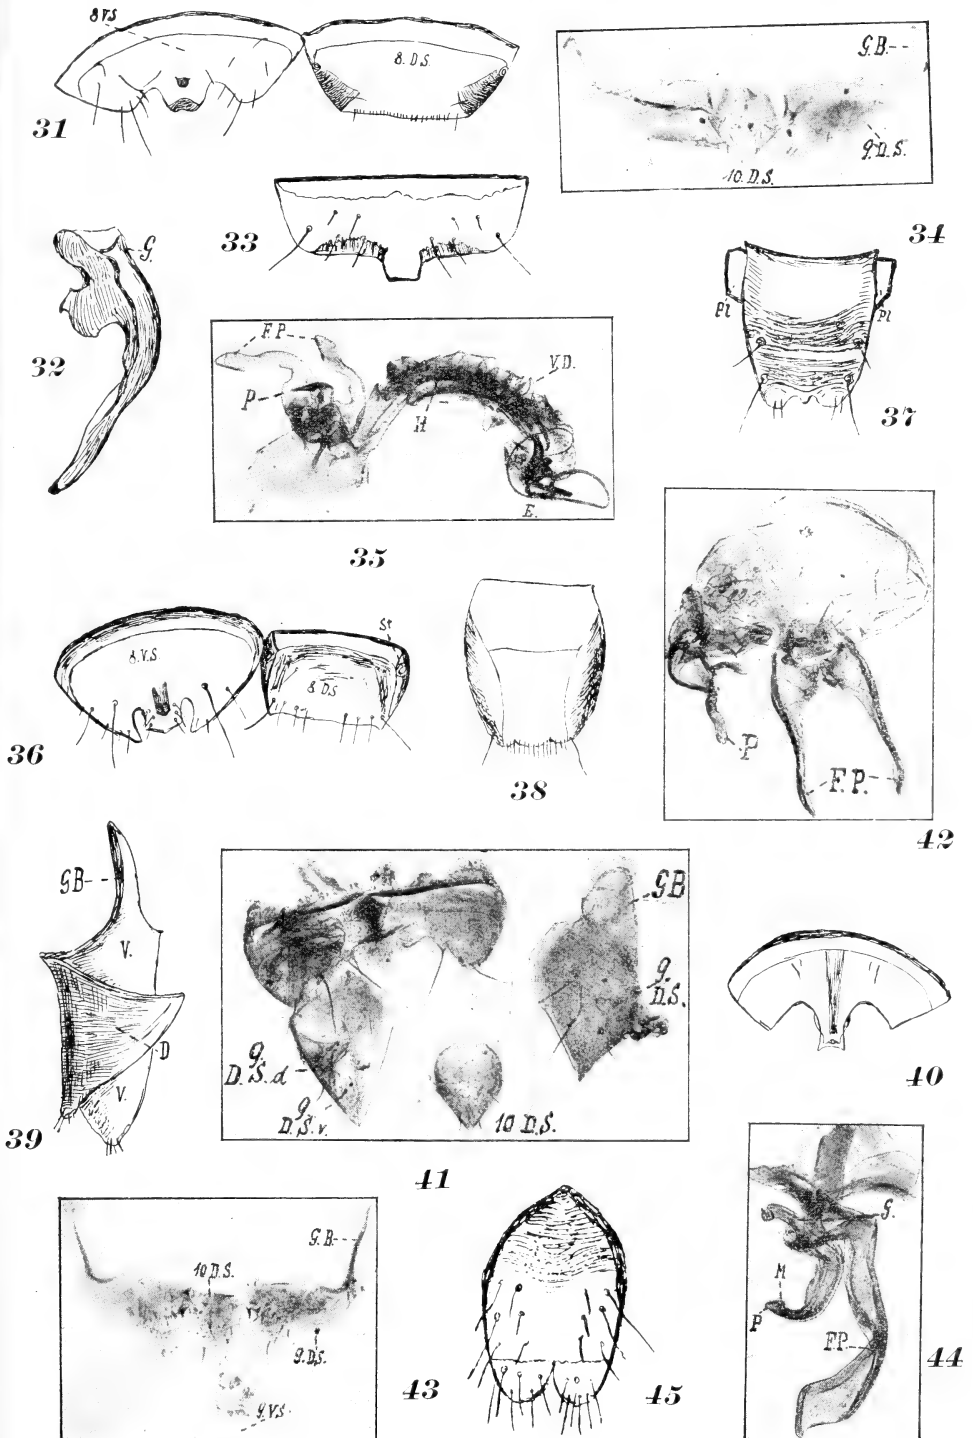 8 V.S.
8. D.S.
31
G.B.
9.D.S.
10.D.S.
34
33
G.
32
Pl
Pl
37
F.P.
P
V.D.
H
E.
35
8.V.S.
St
8.D.S
36
38
P
F.P.
42
GB
V.
D
V.
39
GB
9.
D.S.
9.
D.S.d
9
D.S.v.
10 D.S.
41
40
G.B.
10 D.S.
9.D.S.
9.V.S.
43
45
G.
M
P
F.P.
44